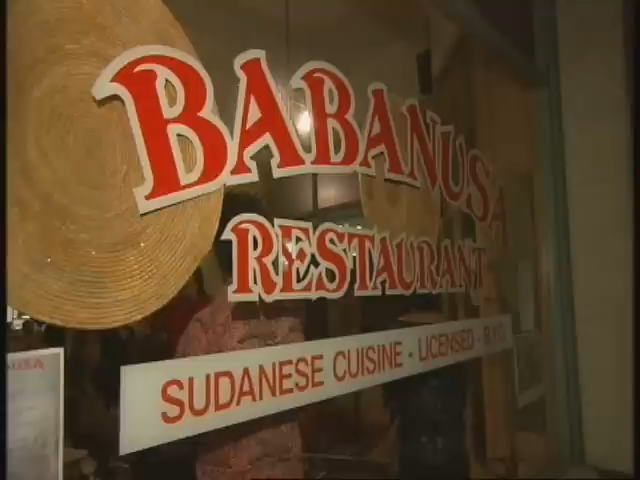 BABANUSA
RESTAURANT
SUDANESE CUISINE - LICENSED - B.Y.O